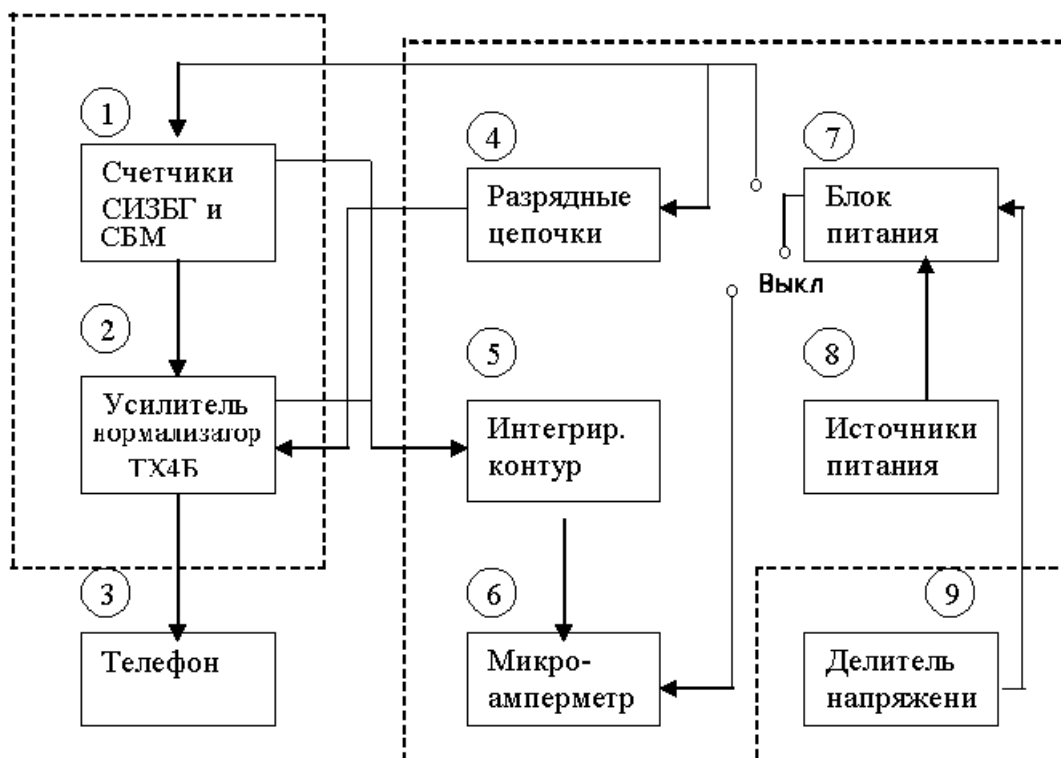 1
Счетчики
СИЗБГ и
СБМ
2
Усилитель
нормализатор
ТХ4Б
3
Телефон
4
Разрядные
цепочки
5
Интегрир.
контур
6
Микро-
амперметр
7
Блок
питания
Выкл
8
Источники
питания
9
Делитель
напряжени